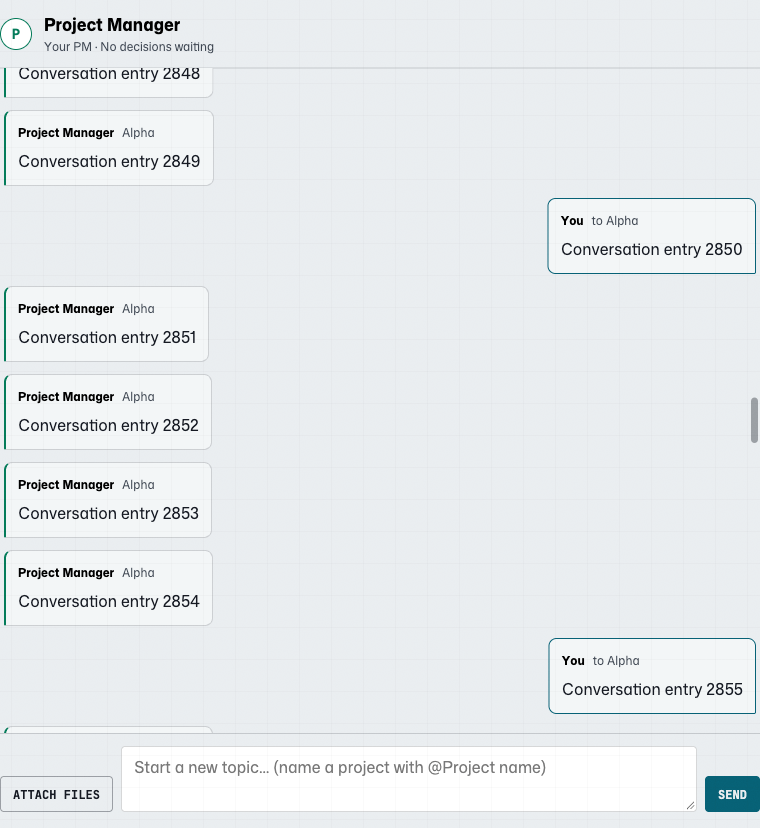 P
Project Manager
Your PM · No decisions waiting
Conversation entry 2848
Project Manager Alpha
Conversation entry 2849
You to Alpha
Conversation entry 2850
Project Manager Alpha
Conversation entry 2851
Project Manager Alpha
Conversation entry 2852
Project Manager Alpha
Conversation entry 2853
Project Manager Alpha
Conversation entry 2854
You to Alpha
Conversation entry 2855
Start a new topic... (name a project with @Project name)
ATTACH FILES
SEND